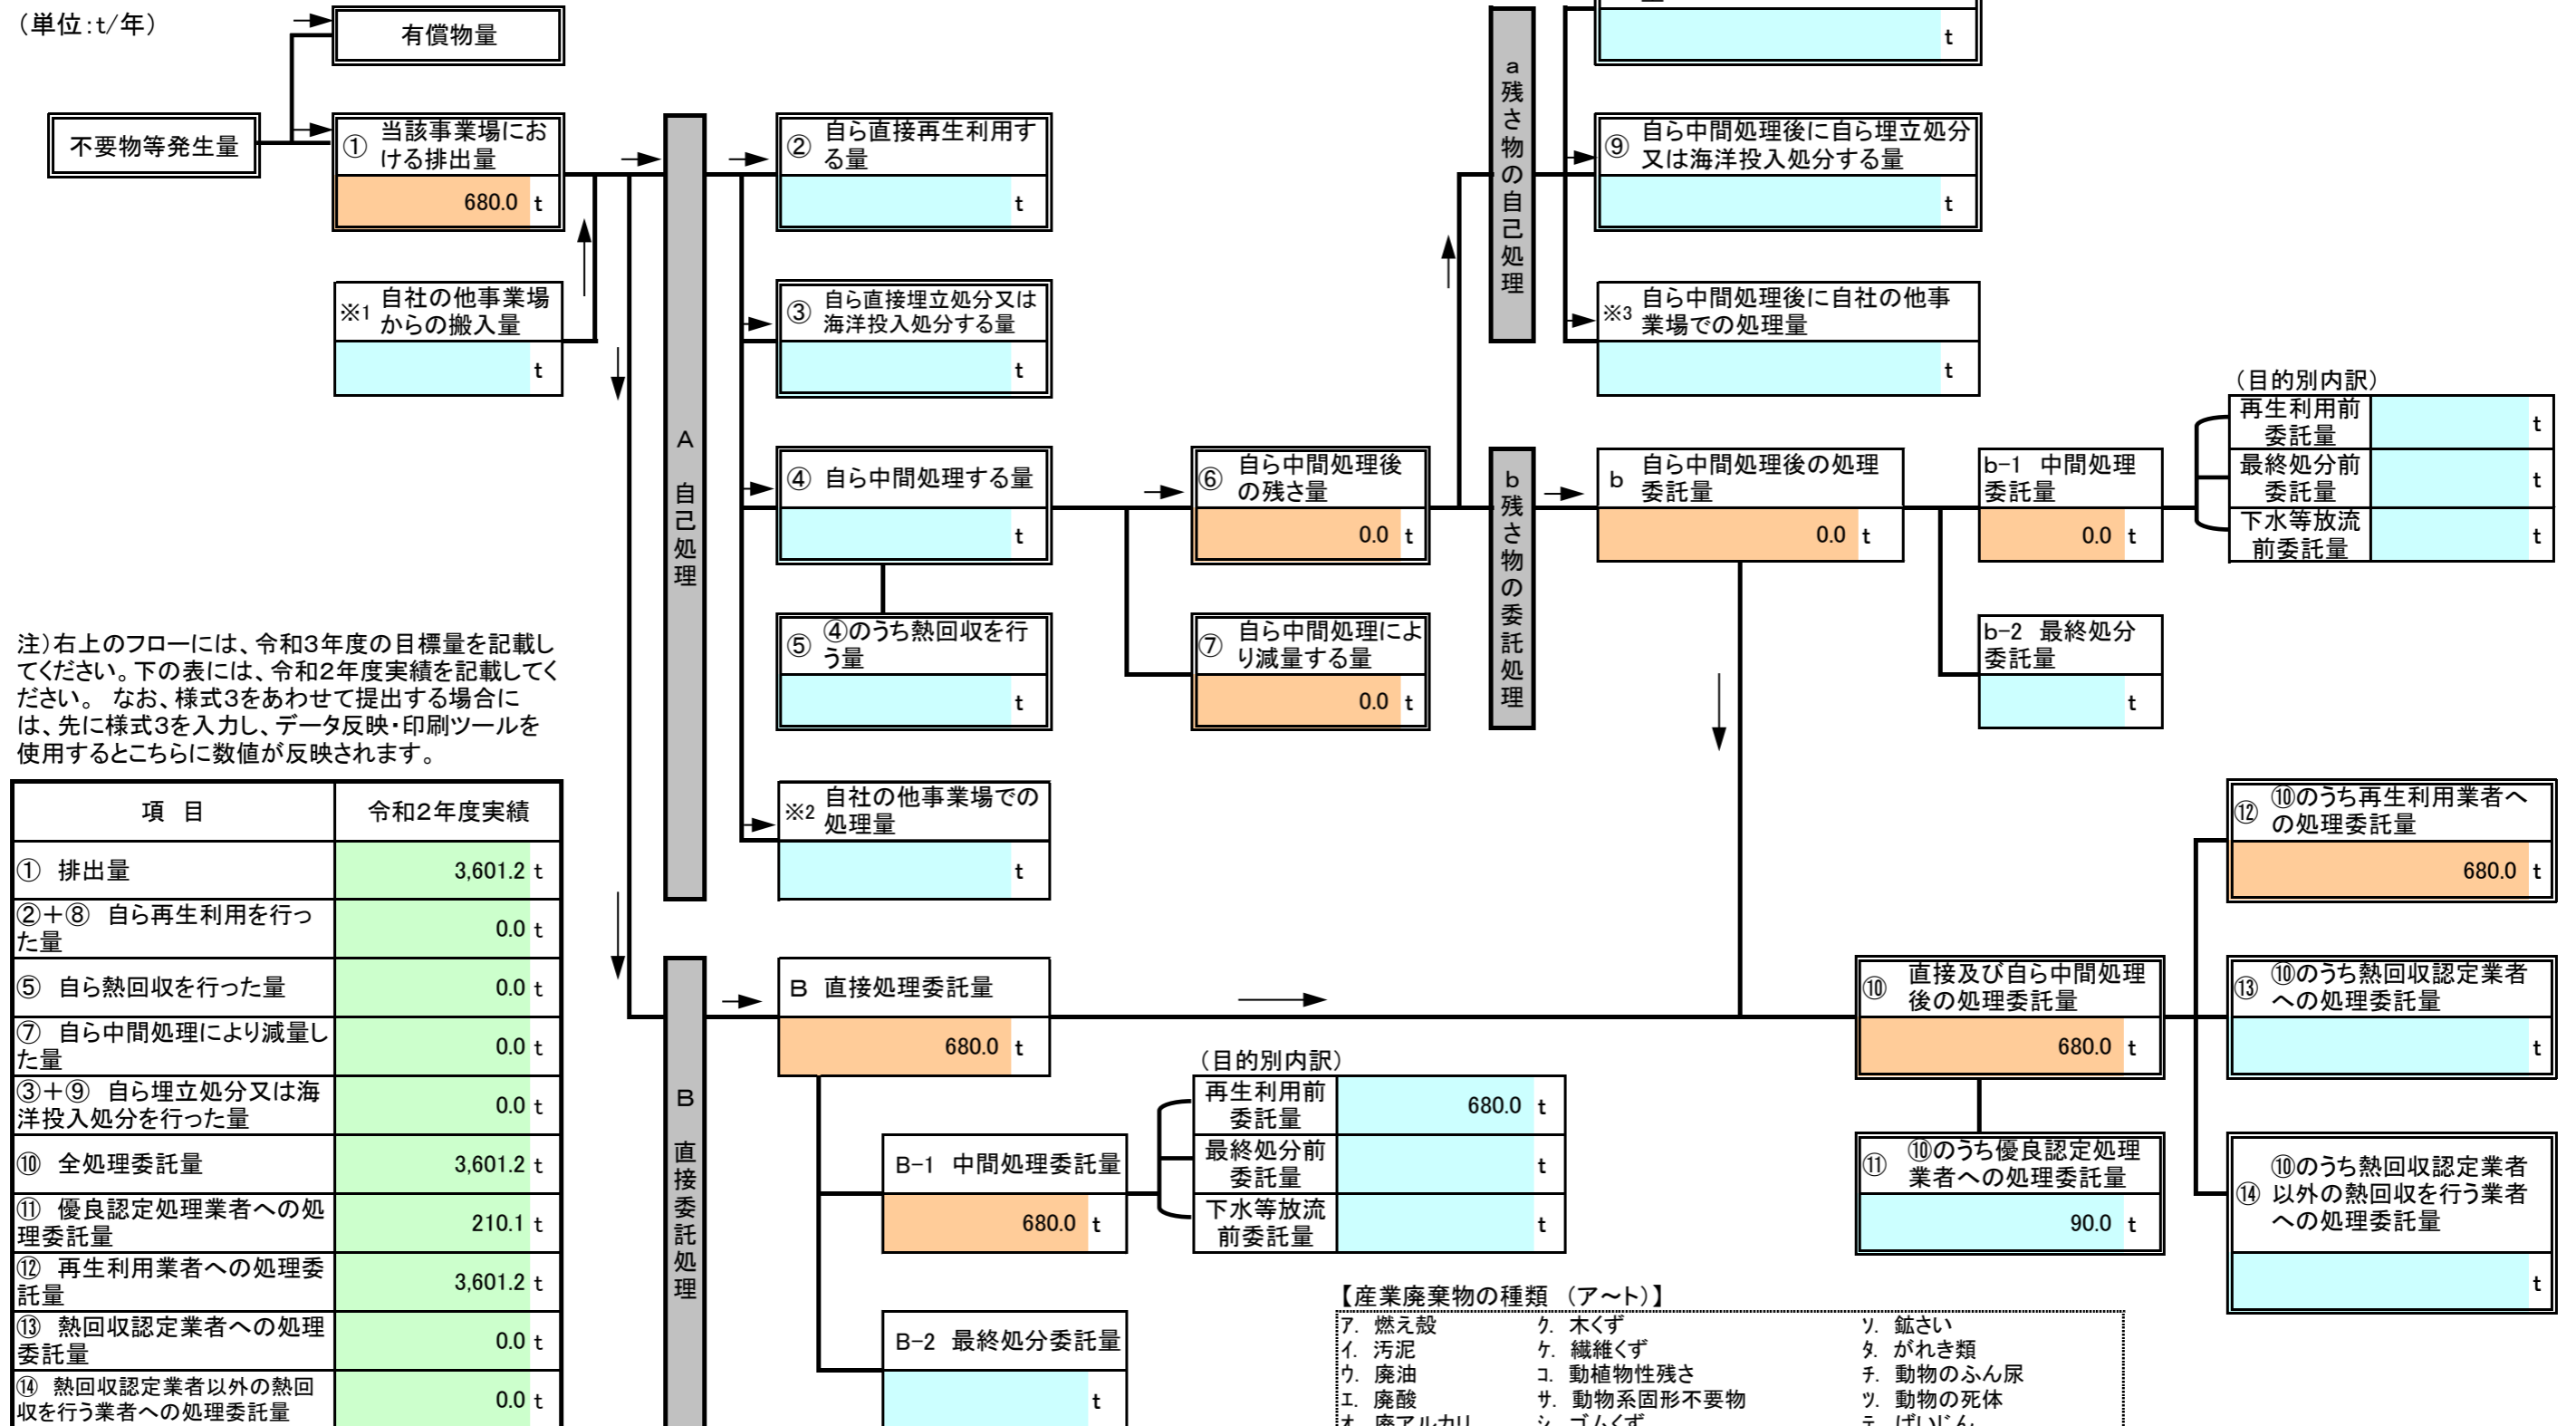 （単位：t/年）
有償物量
不要物等発生量
①
当該事業場にお
ける排出量
680.0 t
※1
自社の他事業場
からの搬入量
t
A 自己処理
②
自ら直接再生利用す
る量
t
③
自ら直接埋立処分又は
海洋投入処分する量
t
④ 自ら中間処理する量
t
⑤
④のうち熱回収を行
う量
t
※2
自社の他事業場での
処理量
t
⑥
自ら中間処理後
の残さ量
0.0 t
⑦
自ら中間処理によ
り減量する量
0.0 t
a 残さ物の自己処理
t
⑨
自ら中間処理後に自ら埋立処分
又は海洋投入処分する量
t
※3
自ら中間処理後に自社の他事
業場での処理量
t
b 残さ物の委託処理
b
自ら中間処理後の処理
委託量
0.0 t
b-1 中間処理
委託量
0.0 t
（目的別内訳）
再生利用前
委託量
t
最終処分前
委託量
t
下水等放流
前委託量
t
b-2 最終処分
委託量
t
注）右上のフローには、令和３年度の目標量を記載し
てください。下の表には、令和２年度実績を記載してく
ださい。 なお、様式３をあわせて提出する場合に
は、先に様式３を入力し、データ反映・印刷ツールを
使用するとこちらに数値が反映されます。
項 目 令和２年度実績
① 排出量 3,601.2 t
②＋⑧ 自ら再生利用を行っ
た量
0.0 t
⑤ 自ら熱回収を行った量 0.0 t
⑦ 自ら中間処理により減量し
た量
0.0 t
③＋⑨ 自ら埋立処分又は海
洋投入処分を行った量
0.0 t
⑩ 全処理委託量 3,601.2 t
⑪ 優良認定処理業者への処
理委託量
210.1 t
⑫ 再生利用業者への処理委
託量
3,601.2 t
⑬ 熱回収認定業者への処理
委託量
0.0 t
⑭ 熱回収認定業者以外の熱回
収を行う業者への処理委託量
0.0 t
B 直接委託処理
B 直接処理委託量
680.0 t
B-1 中間処理委託量
680.0 t
（目的別内訳）
再生利用前
委託量
680.0 t
最終処分前
委託量
t
下水等放流
前委託量
t
B-2 最終処分委託量
t
⑩
直接及び自ら中間処理
後の処理委託量
680.0 t
⑪
⑩のうち優良認定処理
業者への処理委託量
90.0 t
⑫
⑩のうち再生利用業者へ
の処理委託量
680.0 t
⑬
⑩のうち熱回収認定業者
への処理委託量
t
⑭
⑩のうち熱回収認定業者
以外の熱回収を行う業者
への処理委託量
t
【産業廃棄物の種類 （ア～ト）】
ｱ. 燃え殻 ｸ. 木くず ｿ. 鉱さい
ｲ. 汚泥 ｹ. 繊維くず ﾀ. がれき類
ｳ. 廃油 ｺ. 動植物性残さ ﾁ. 動物のふん尿
ｴ. 廃酸 ｻ. 動物系固形不要物 ﾂ. 動物の死体
ｵ. 廃アルカリ ｼ. ゴムくず ﾃ. ばいじん